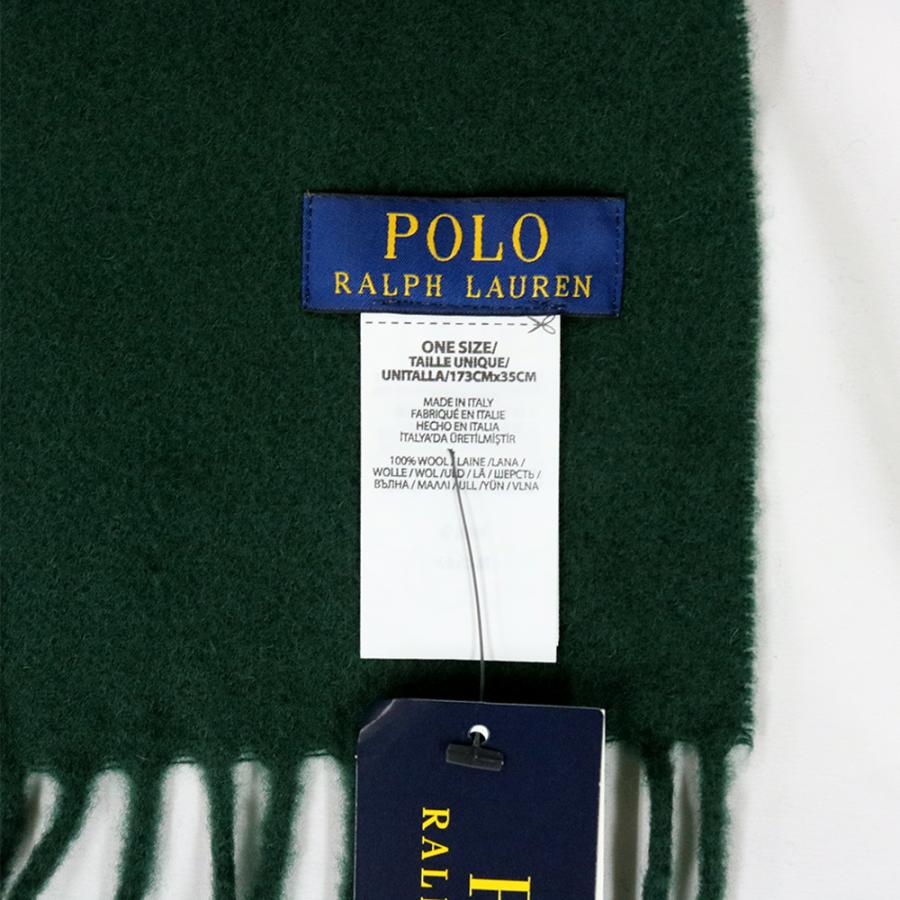 POLO
RALPH LAUREN
ONE SIZE/
TAILLE UNIQUE/
UNITALLA/173CMx35CM
MADE IN ITALY
FABRIQUÉ EN ITALIE
HECHO EN ITALIA
İTALYA'DA ÜRETİLMİŞTİR
100% WOOL / LAINE /LANA /
WOLLE / WOL /ULD / LÃ / ШЕРСТЬ /
ВЪЛНА / ΜΑΛΛΙ /ULL /YÜN / VLNA
P
RAL